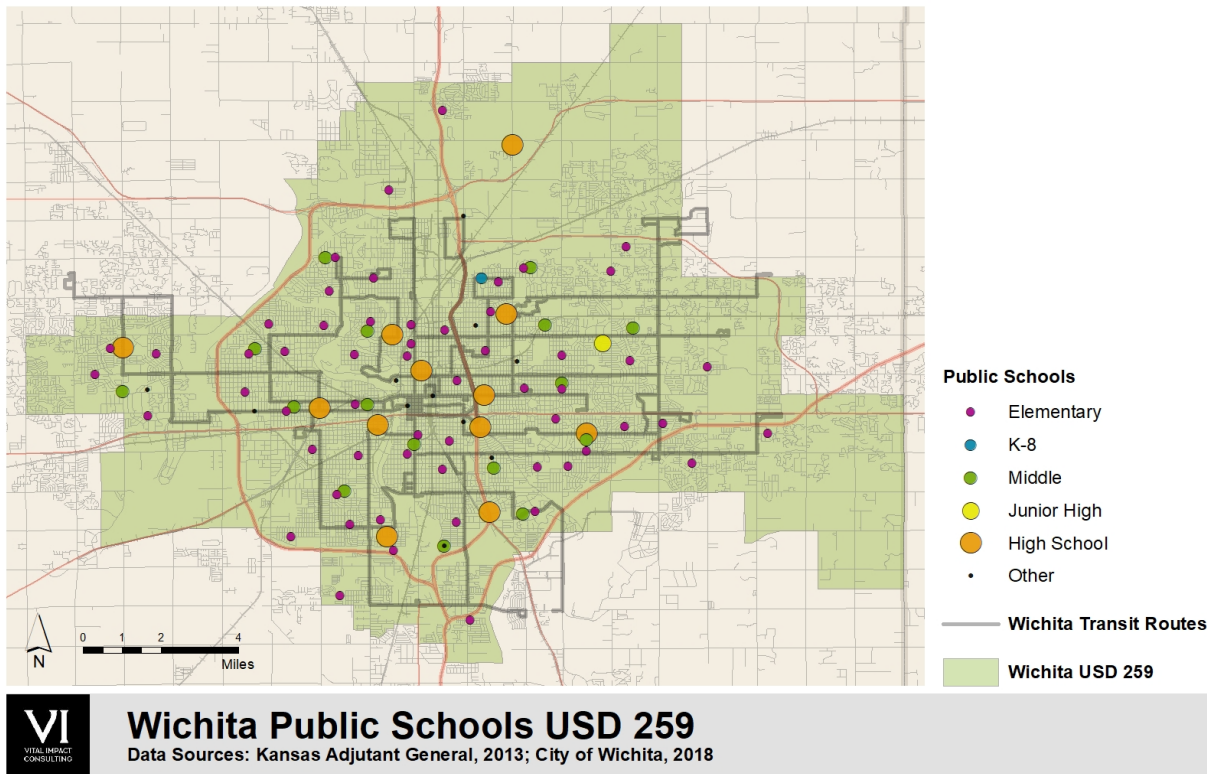 Public Schools
Elementary
K-8
Middle
Junior High
High School
Other
Wichita Transit Routes
Wichita USD 259
N
0 1 2 4
Miles
VI
VITAL IMPACT
CONSULTING
Wichita Public Schools USD 259
Data Sources: Kansas Adjutant General, 2013; City of Wichita, 2018